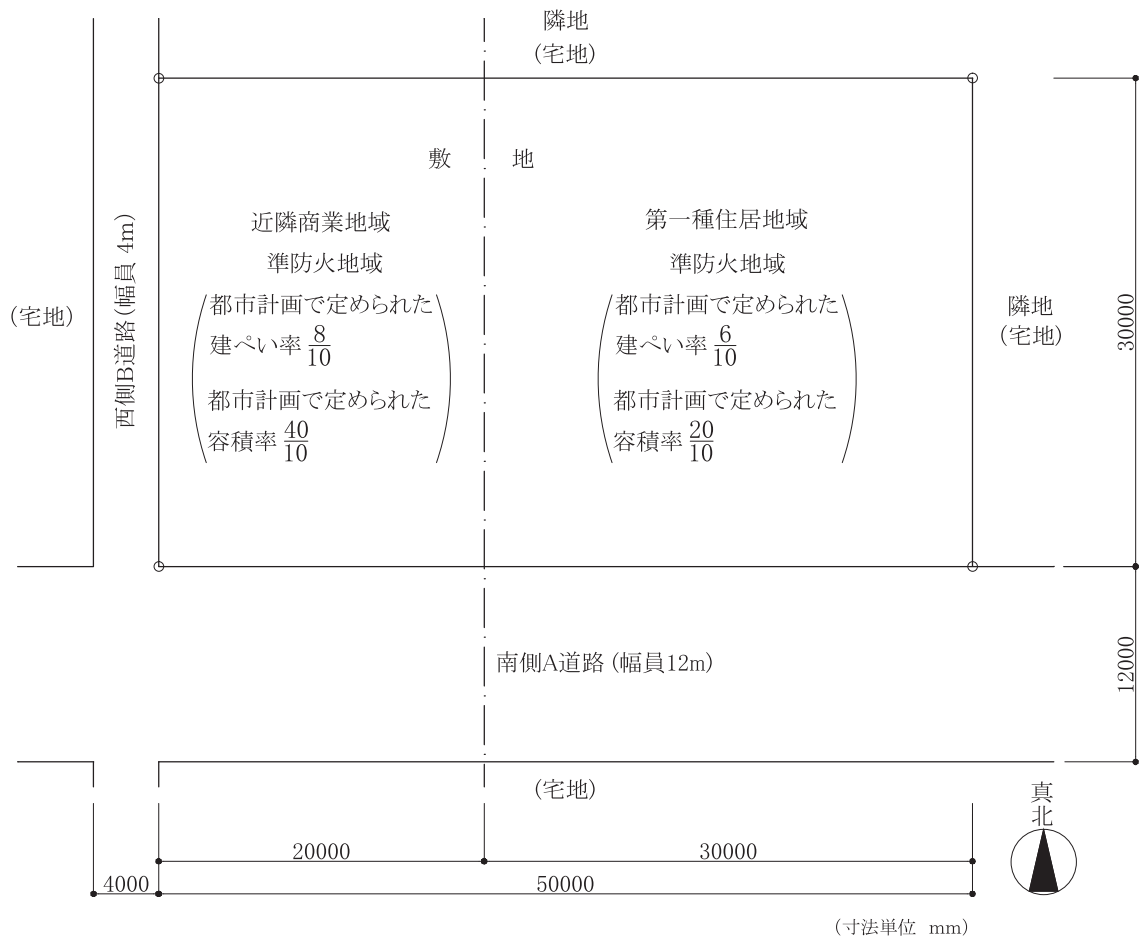 隣地
(宅地)
敷地
近隣商業地域
準防火地域
都市計画で定められた
建ぺい率 8/10
都市計画で定められた
容積率 40/10
第一種住居地域
準防火地域
都市計画で定められた
建ぺい率 6/10
都市計画で定められた
容積率 20/10
(宅地)
西側B道路(幅員 4m)
隣地
(宅地)
30000
南側A道路 (幅員12m)
12000
(宅地)
真北
20000
30000
4000
50000
(寸法単位 mm)